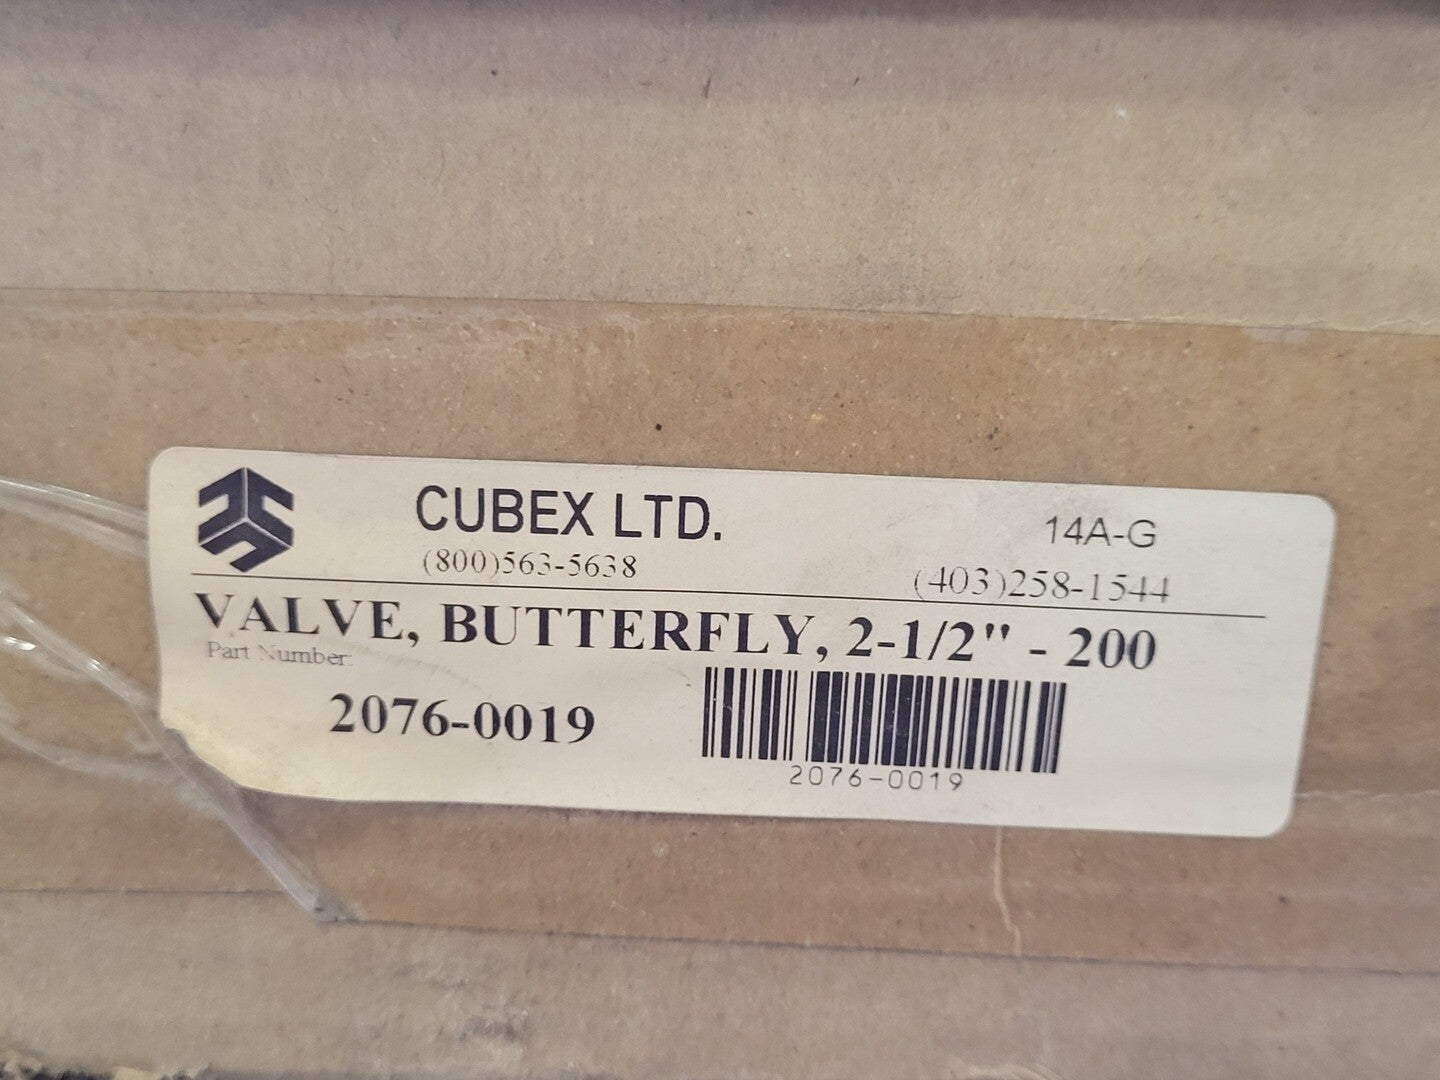 CUBEX LTD. 14A-G
(800)563-5638 (403)258-1544
VALVE, BUTTERFLY, 2-1/2" - 200
Part Number:
2076-0019
2076-0019